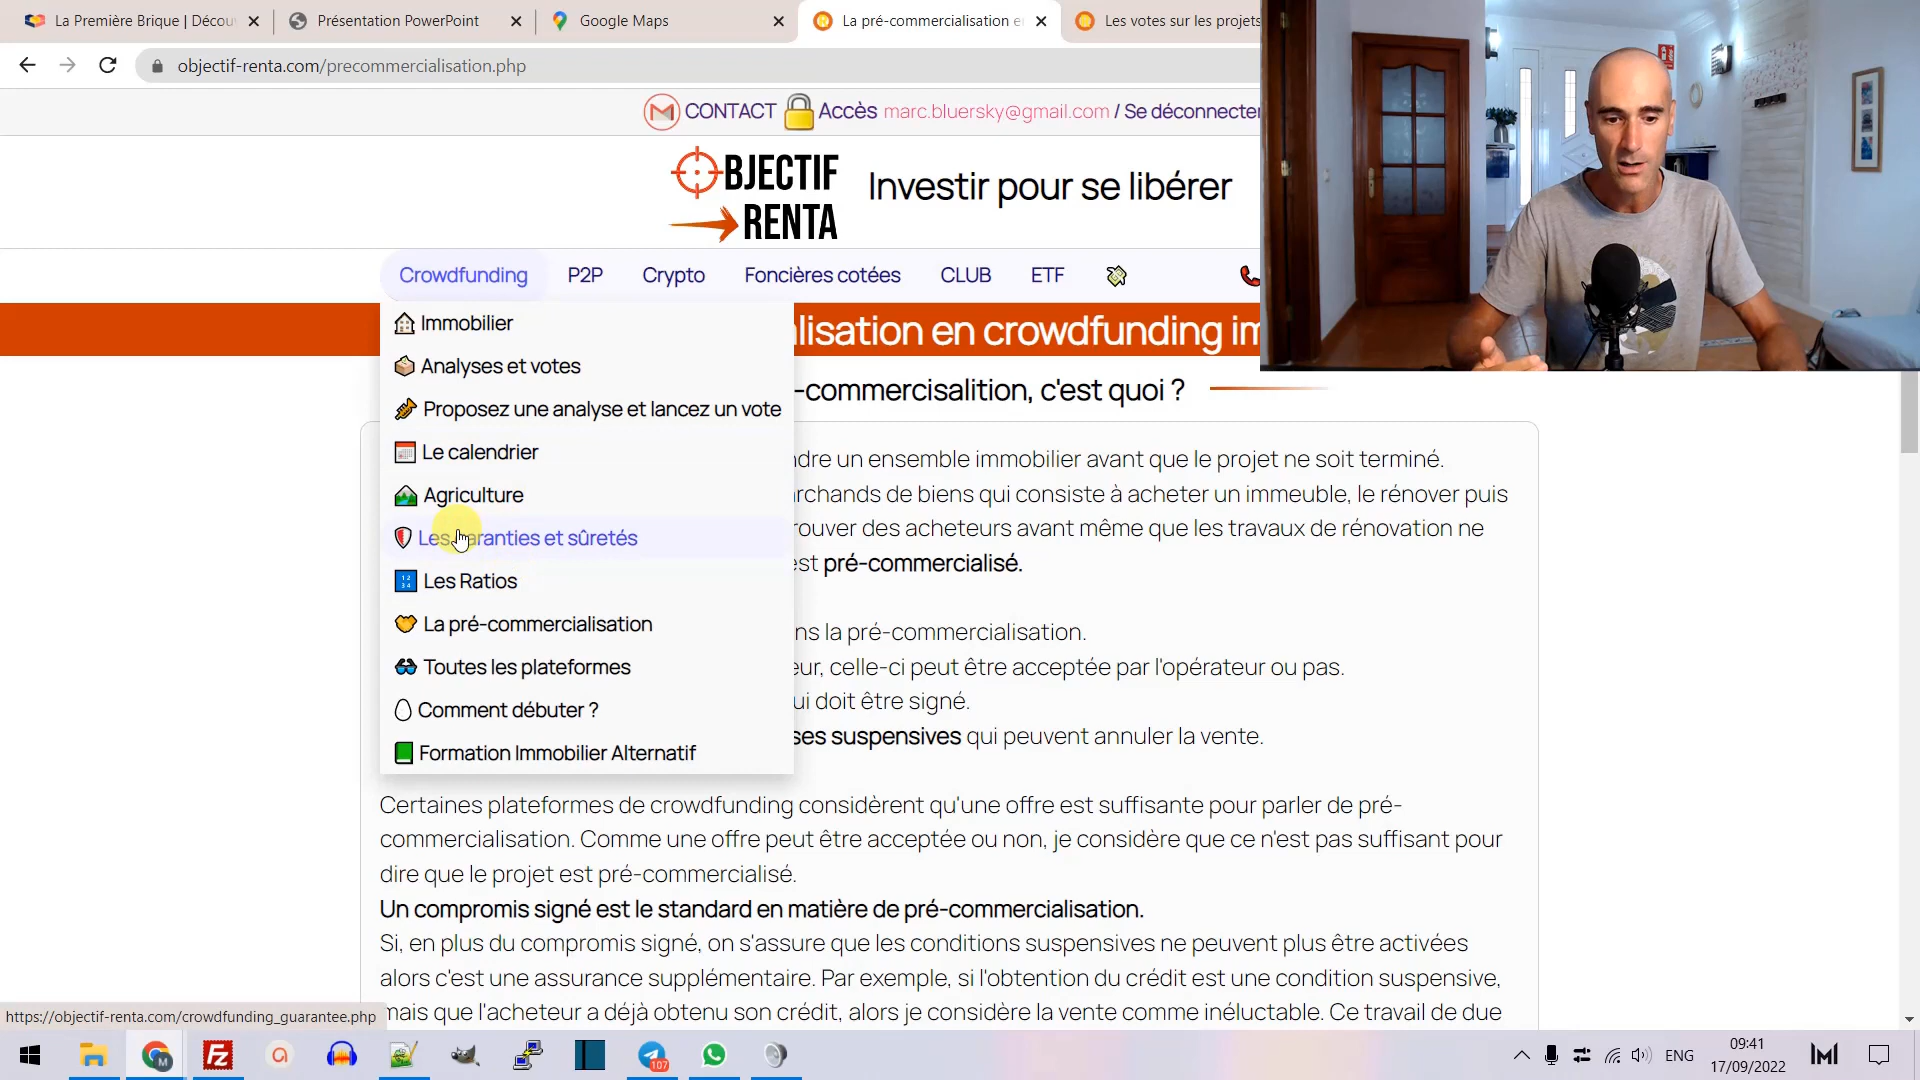 La Première Brique | Décou
Présentation PowerPoint
Google Maps
La pré-commercialisation e
Les votes sur les projets
objectif-renta.com/precommercialisation.php
CONTACT Accès marc.bluersky@gmail.com / Se déconnecter
BJECTIF
RENTA
Investir pour se libérer
Crowdfunding P2P Crypto Foncières cotées CLUB ETF
Immobilier
Analyses et votes
Proposez une analyse et lancez un vote
Le calendrier
Agriculture
Les garanties et sûretés
Les Ratios
La pré-commercialisation
Toutes les plateformes
Comment débuter ?
Formation Immobilier Alternatif
lisation en crowdfunding im
-commercisalition, c'est quoi ?
ndre un ensemble immobilier avant que le projet ne soit terminé.
rchands de biens qui consiste à acheter un immeuble, le rénover puis
rouver des acheteurs avant même que les travaux de rénovation ne
est pré-commercialisé.
ns la pré-commercialisation.
eur, celle-ci peut être acceptée par l'opérateur ou pas.
ui doit être signé.
ses suspensives qui peuvent annuler la vente.
Certaines plateformes de crowdfunding considèrent qu'une offre est suffisante pour parler de pré-
commercialisation. Comme une offre peut être acceptée ou non, je considère que ce n'est pas suffisant pour
dire que le projet est pré-commercialisé.
Un compromis signé est le standard en matière de pré-commercialisation.
Si, en plus du compromis signé, on s'assure que les conditions suspensives ne peuvent plus être activées
alors c'est une assurance supplémentaire. Par exemple, si l'obtention du crédit est une condition suspensive,
mais que l'acheteur a déjà obtenu son crédit, alors je considère la vente comme inéluctable. Ce travail de due
https://objectif-renta.com/crowdfunding_guarantee.php
107
ENG
09:41
17/09/2022